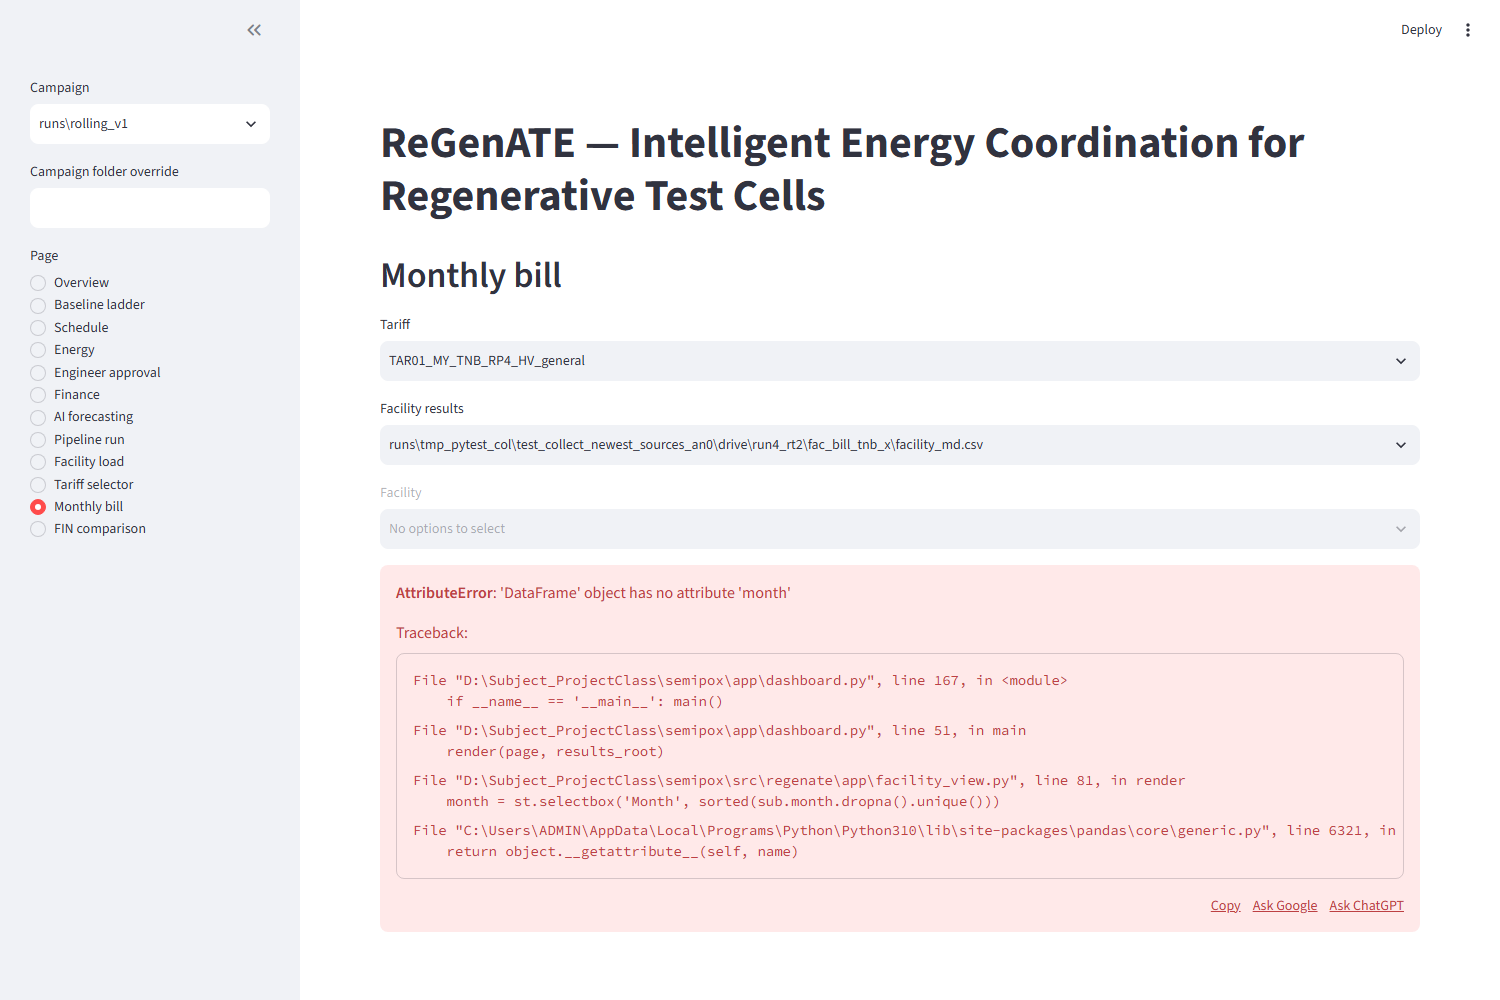 Deploy
Campaign
runs\rolling_v1
Campaign folder override
Page
Overview
Baseline ladder
Schedule
Energy
Engineer approval
Finance
AI forecasting
Pipeline run
Facility load
Tariff selector
Monthly bill
FIN comparison
ReGenATE — Intelligent Energy Coordination for
Regenerative Test Cells
Monthly bill
Tariff
TAR01_MY_TNB_RP4_HV_general
Facility results
runs\tmp_pytest_col\test_collect_newest_sources_an0\drive\run4_rt2\fac_bill_tnb_x\facility_md.csv
Facility
No options to select
AttributeError: 'DataFrame' object has no attribute 'month'
Traceback:
File "D:\Subject_ProjectClass\semipox\app\dashboard.py", line 167, in <module>
if __name__ == '__main__': main()
File "D:\Subject_ProjectClass\semipox\app\dashboard.py", line 51, in main
render(page, results_root)
File "D:\Subject_ProjectClass\semipox\src\regenate\app\facility_view.py", line 81, in render
month = st.selectbox('Month', sorted(sub.month.dropna().unique()))
File "C:\Users\ADMIN\AppData\Local\Programs\Python\Python310\lib\site-packages\pandas\core\generic.py", line 6321, in
return object.__getattribute__(self, name)
Copy Ask Google Ask ChatGPT